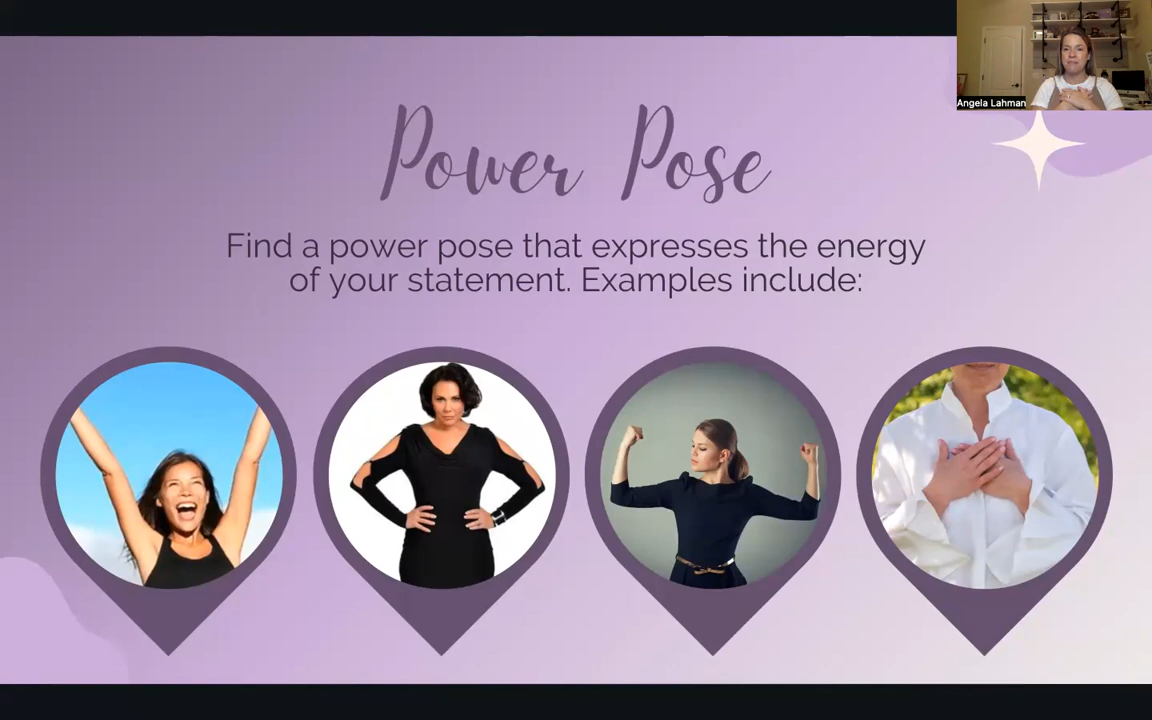 Angela Lahman
Power Pose
Find a power pose that expresses the energy
of your statement. Examples include: